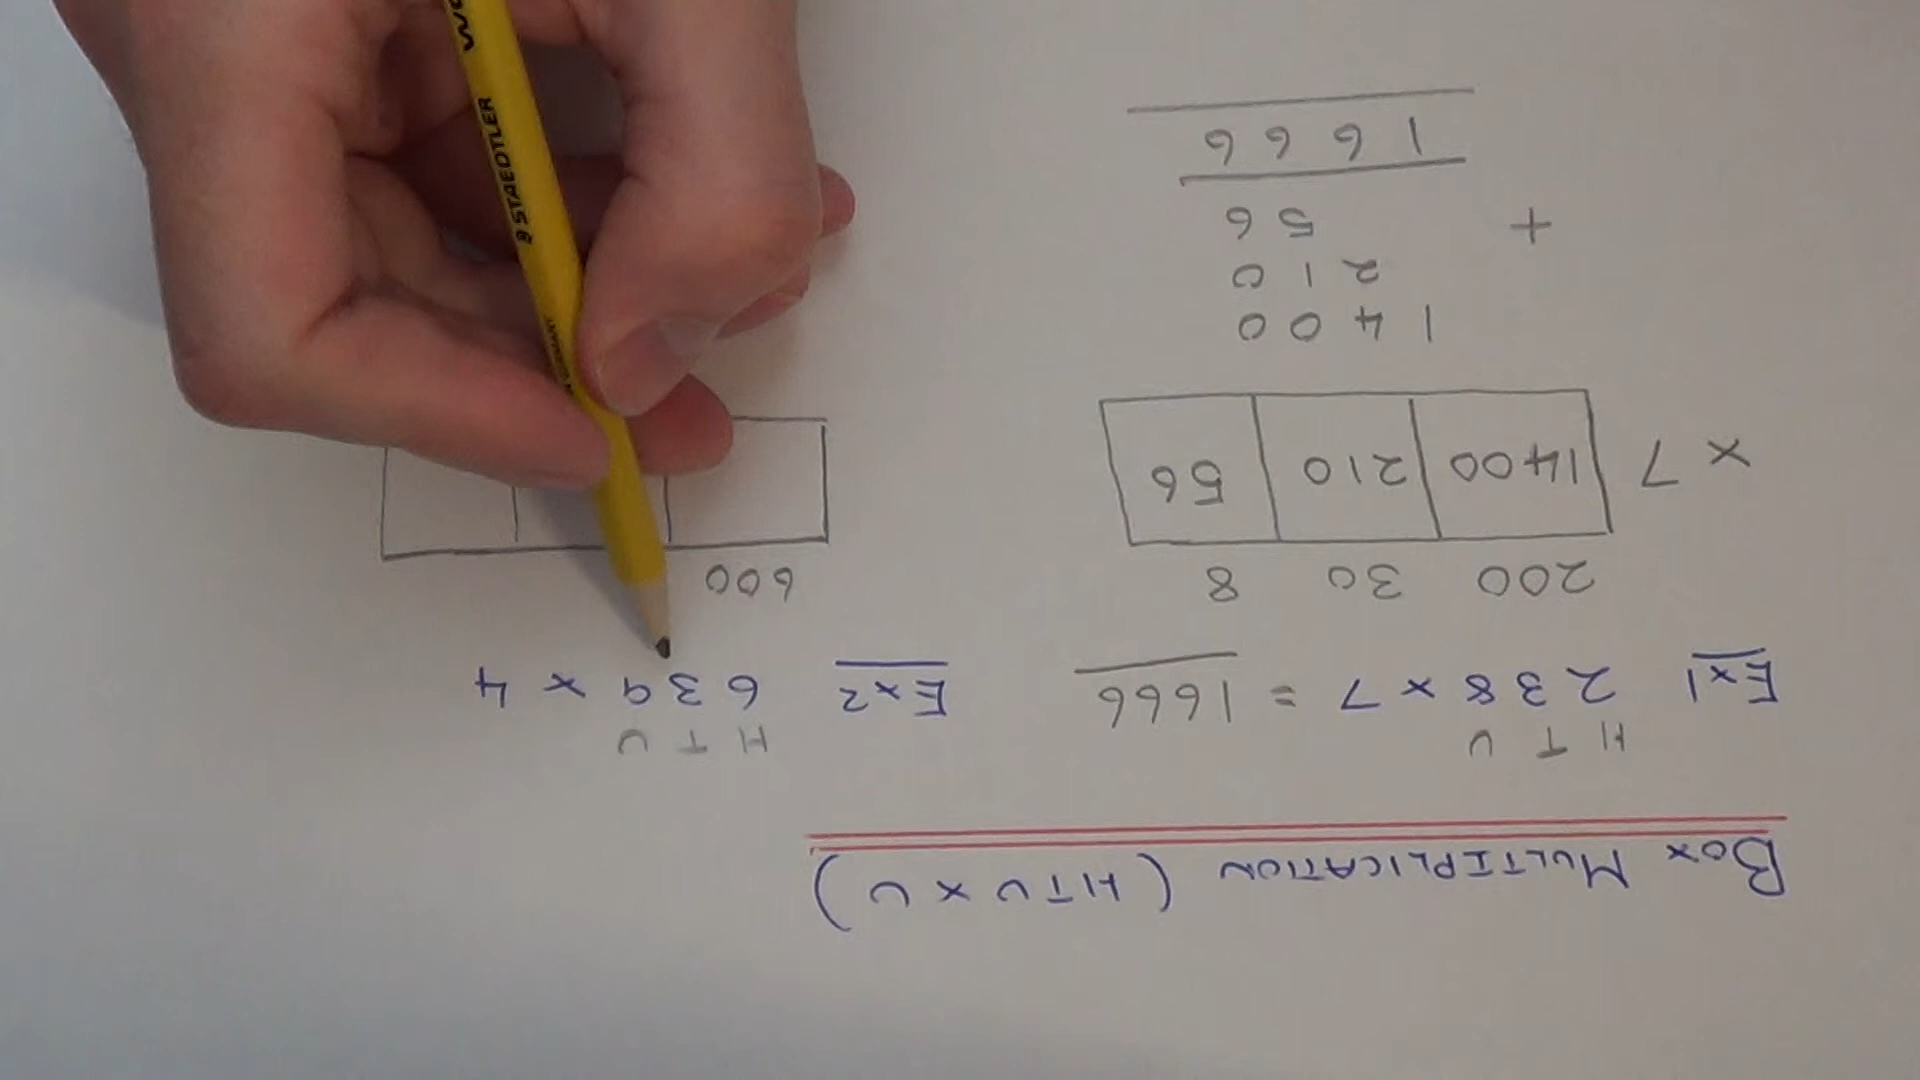 BOX MULTIPLICATION (HTU x U)
H T U
Ex1 238 x 7 = 1666
200 30 8
x 7 1400 210 56
1400
210
+ 56
1666
H T U
Ex2 639 x 4
600
STAEDTLER